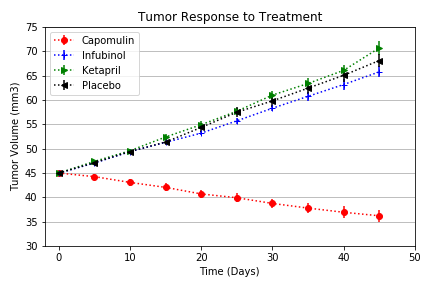 Tumor Response to Treatment
Capomulin
Infubinol
Ketapril
Placebo
Tumor Volume (mm3)
75
70
65
60
55
50
45
40
35
30
0
10
20
30
40
50
Time (Days)